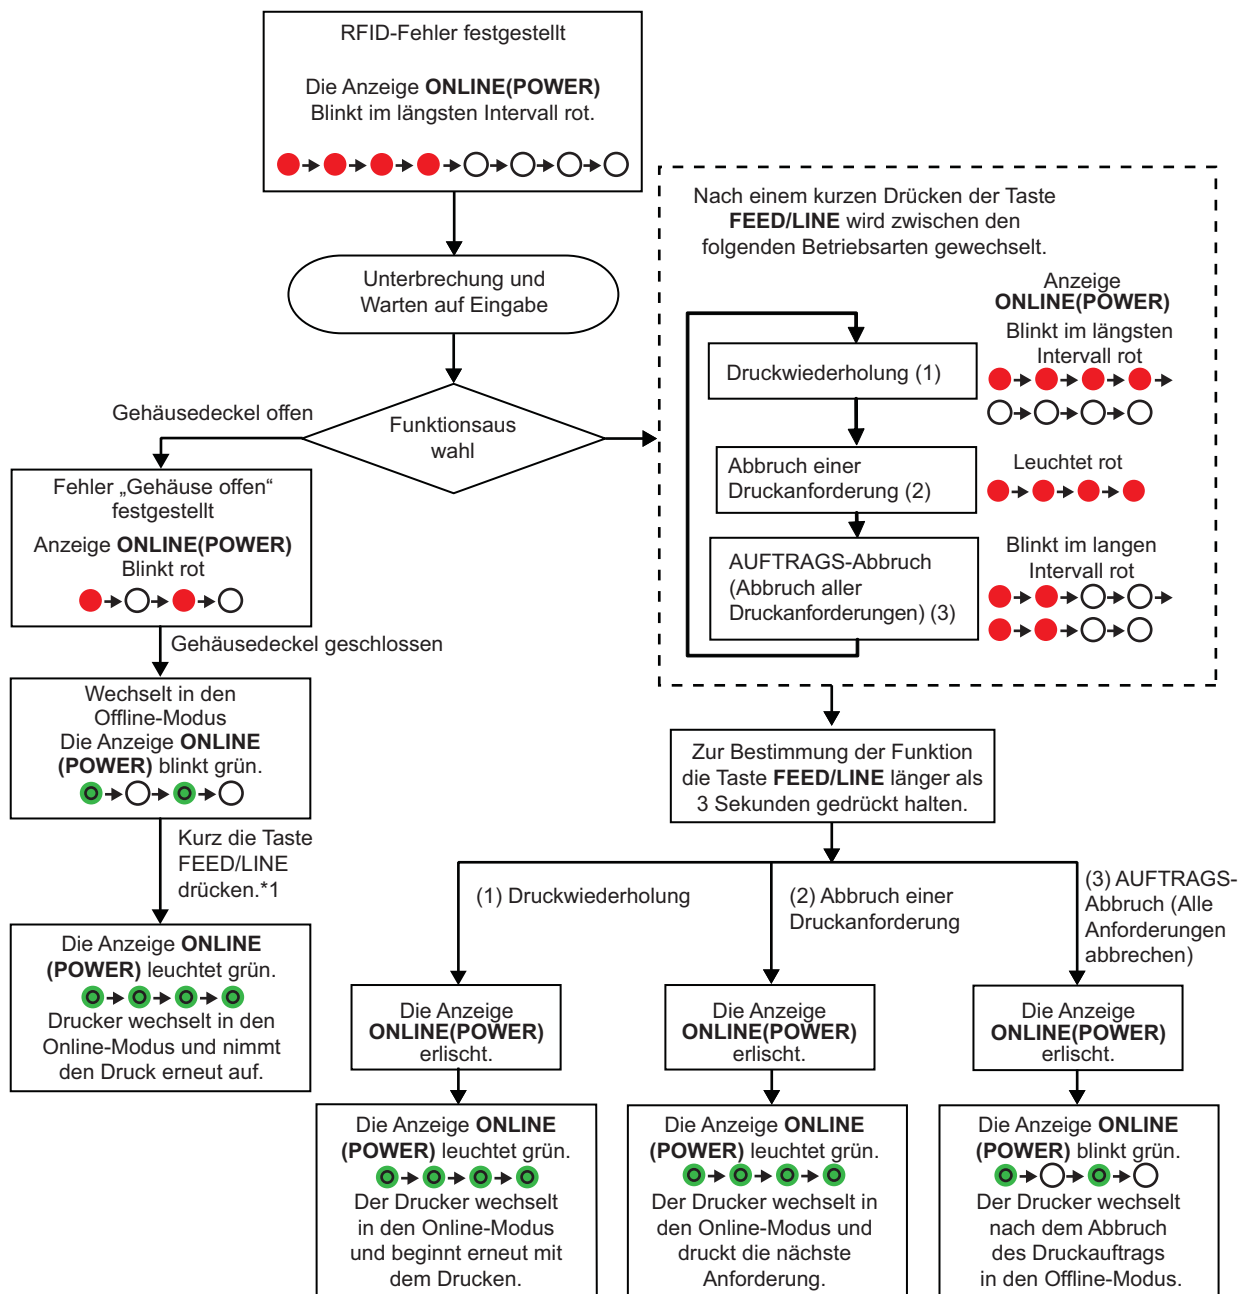 RFID-Fehler festgestellt
Die Anzeige ONLINE(POWER)
Blinkt im längsten Intervall rot.
Unterbrechung und
Warten auf Eingabe
Funktionsaus
wahl
Gehäusedeckel offen
Fehler „Gehäuse offen“
festgestellt
Anzeige ONLINE(POWER)
Blinkt rot
Gehäusedeckel geschlossen
Wechselt in den
Offline-Modus
Die Anzeige ONLINE
(POWER) blinkt grün.
Kurz die Taste
FEED/LINE
drücken.*1
Die Anzeige ONLINE
(POWER) leuchtet grün.
Drucker wechselt in den
Online-Modus und nimmt
den Druck erneut auf.
Nach einem kurzen Drücken der Taste
FEED/LINE wird zwischen den
folgenden Betriebsarten gewechselt.
Anzeige
ONLINE(POWER)
Druckwiederholung (1)
Blinkt im längsten
Intervall rot
Abbruch einer
Druckanforderung (2)
Leuchtet rot
AUFTRAGS-Abbruch
(Abbruch aller
Druckanforderungen) (3)
Blinkt im langen
Intervall rot
Zur Bestimmung der Funktion
die Taste FEED/LINE länger als
3 Sekunden gedrückt halten.
(1) Druckwiederholung
Die Anzeige
ONLINE(POWER)
erlischt.
Die Anzeige ONLINE
(POWER) leuchtet grün.
Der Drucker wechselt
in den Online-Modus
und beginnt erneut mit
dem Drucken.
(2) Abbruch einer
Druckanforderung
Die Anzeige
ONLINE(POWER)
erlischt.
Die Anzeige ONLINE
(POWER) leuchtet grün.
Der Drucker wechselt in
den Online-Modus und
druckt die nächste
Anforderung.
(3) AUFTRAGS-
Abbruch (Alle
Anforderungen
abbrechen)
Die Anzeige
ONLINE(POWER)
erlischt.
Die Anzeige ONLINE
(POWER) blinkt grün.
Der Drucker wechselt
nach dem Abbruch
des Druckauftrags
in den Offline-Modus.